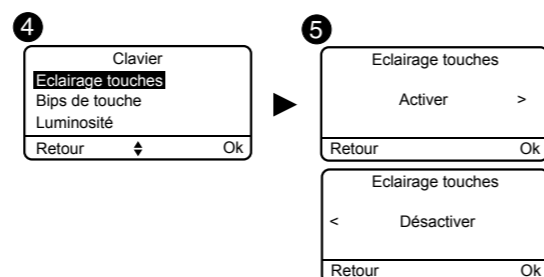 4
Clavier
Eclairage touches
Bips de touche
Luminosité
Retour Ok
5
Eclairage touches
Activer >
Retour Ok
Eclairage touches
< Désactiver
Retour Ok